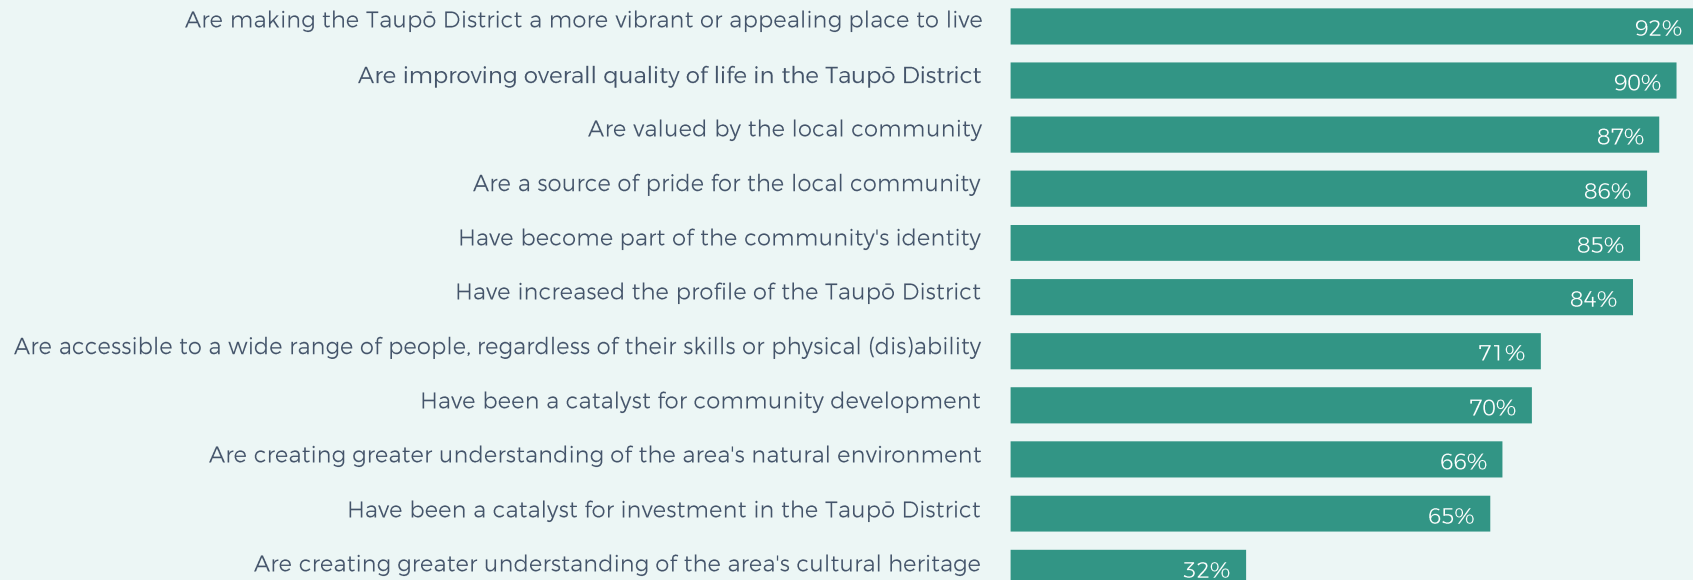 Are making the Taupō District a more vibrant or appealing place to live 92%
Are improving overall quality of life in the Taupō District 90%
Are valued by the local community 87%
Are a source of pride for the local community 86%
Have become part of the community's identity 85%
Have increased the profile of the Taupō District 84%
Are accessible to a wide range of people, regardless of their skills or physical (dis)ability 71%
Have been a catalyst for community development 70%
Are creating greater understanding of the area's natural environment 66%
Have been a catalyst for investment in the Taupō District 65%
Are creating greater understanding of the area's cultural heritage 32%